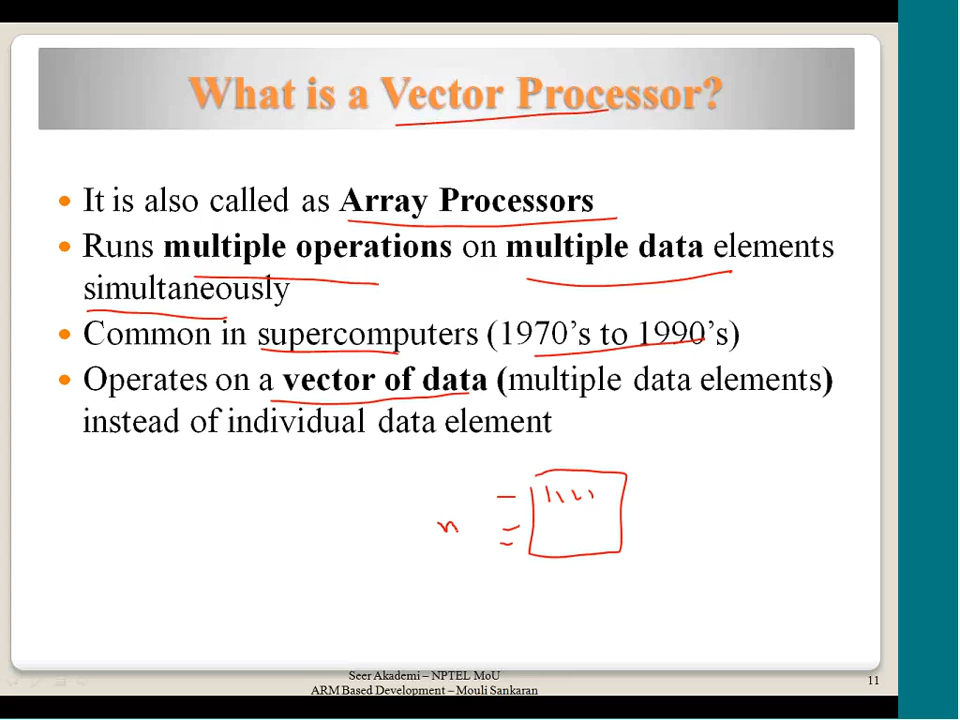 What is a Vector Processor?
It is also called as Array Processors
Runs multiple operations on multiple data elements
simultaneously
Common in supercomputers (1970’s to 1990’s)
Operates on a vector of data (multiple data elements)
instead of individual data element
n
Seer Akademi – NPTEL MoU
ARM Based Development – Mouli Sankaran
11